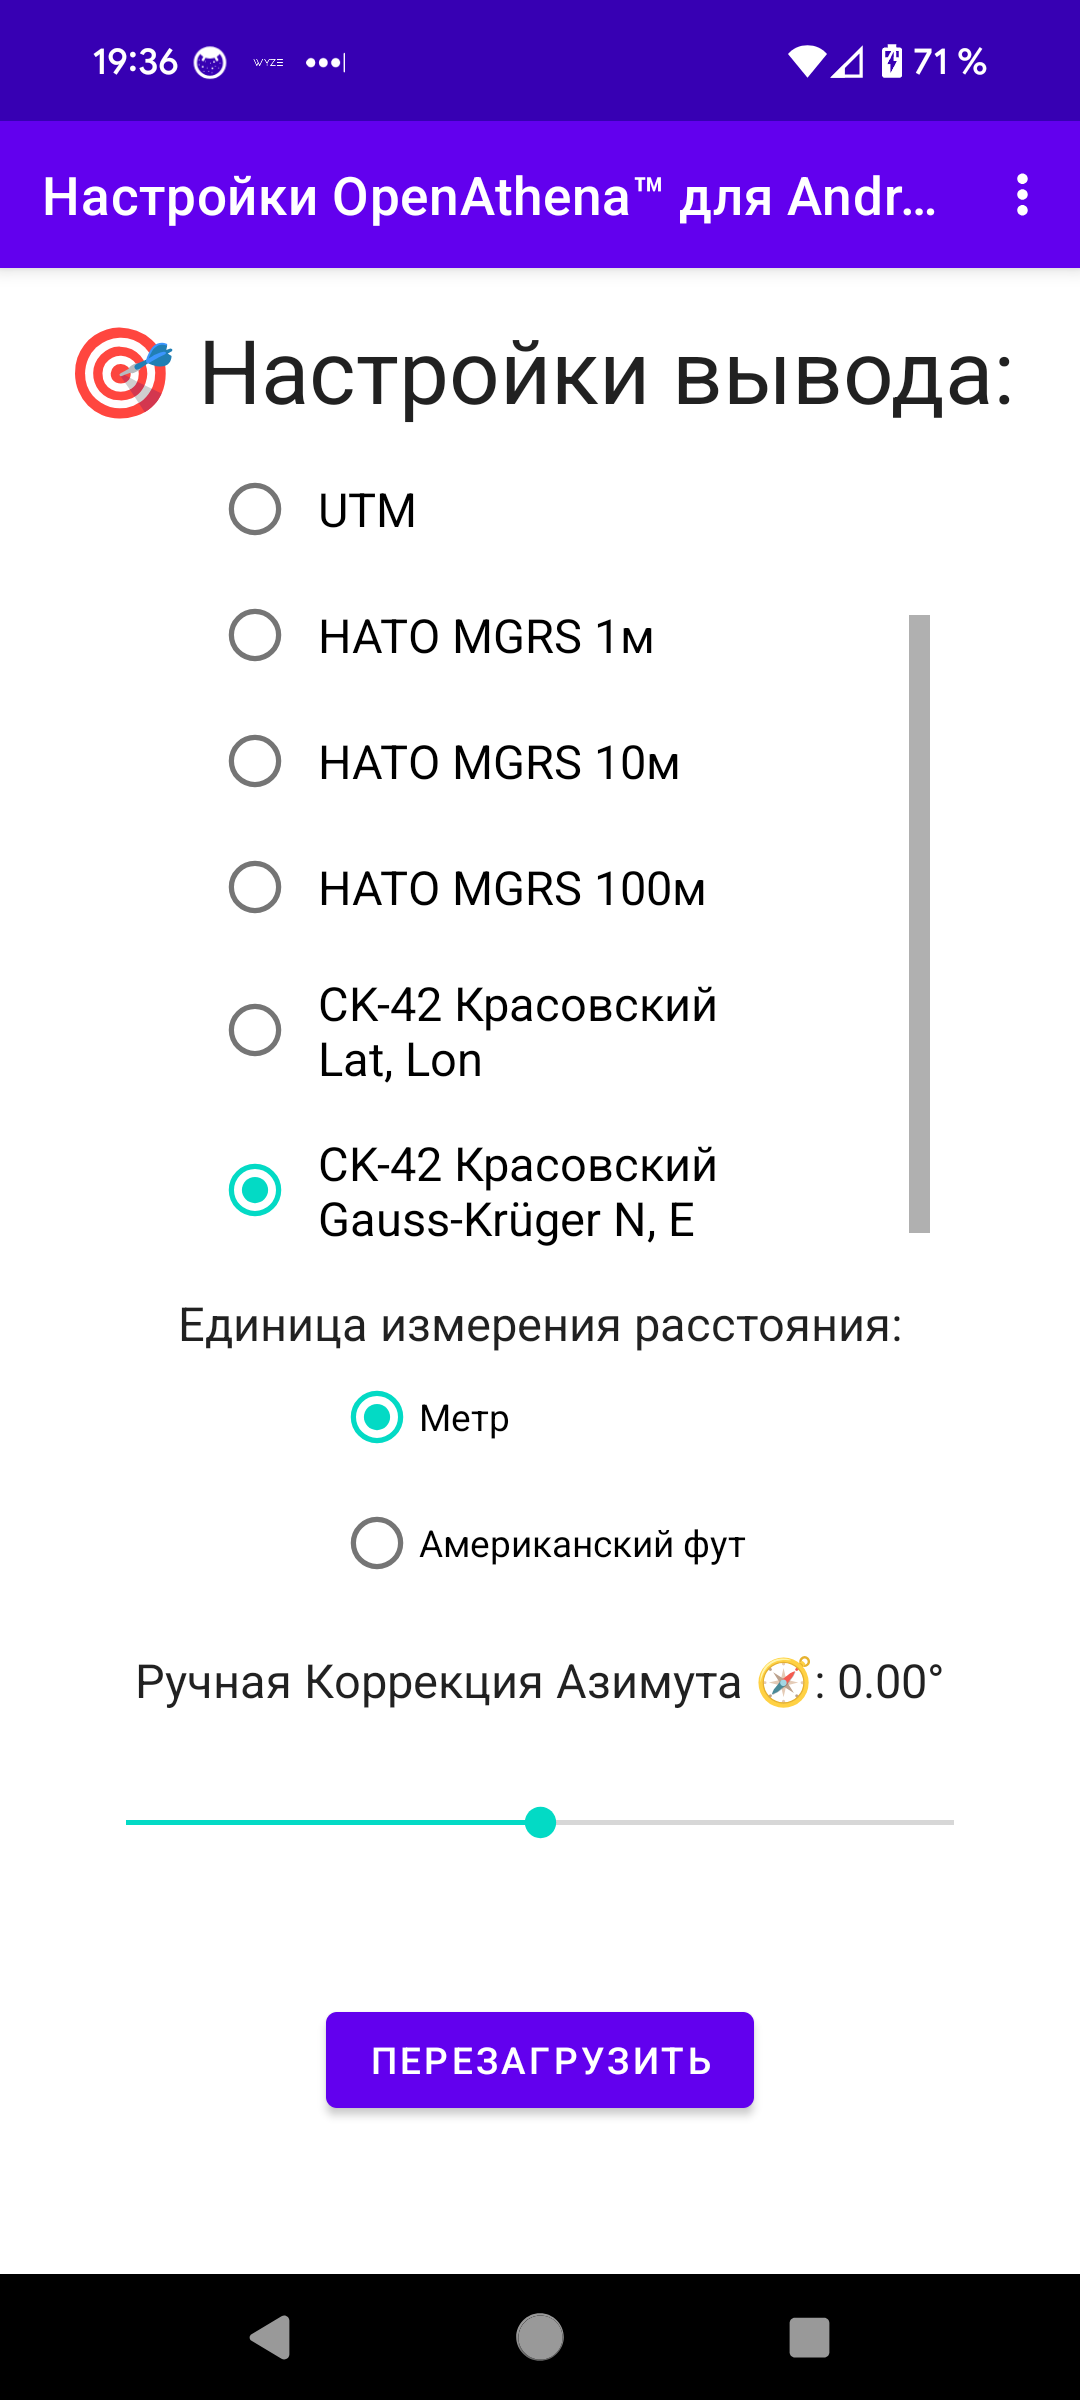 19:36 WYZE 71 %
Настройки OpenAthena™ для Andr...
Настройки вывода:
UTM
НАТО MGRS 1м
НАТО MGRS 10м
НАТО MGRS 100м
СК-42 Красовский
Lat, Lon
СК-42 Красовский
Gauss-Krüger N, E
Единица измерения расстояния:
Метр
Американский фут
Ручная Коррекция Азимута 🧭: 0.00°
ПЕРЕЗАГРУЗИТЬ